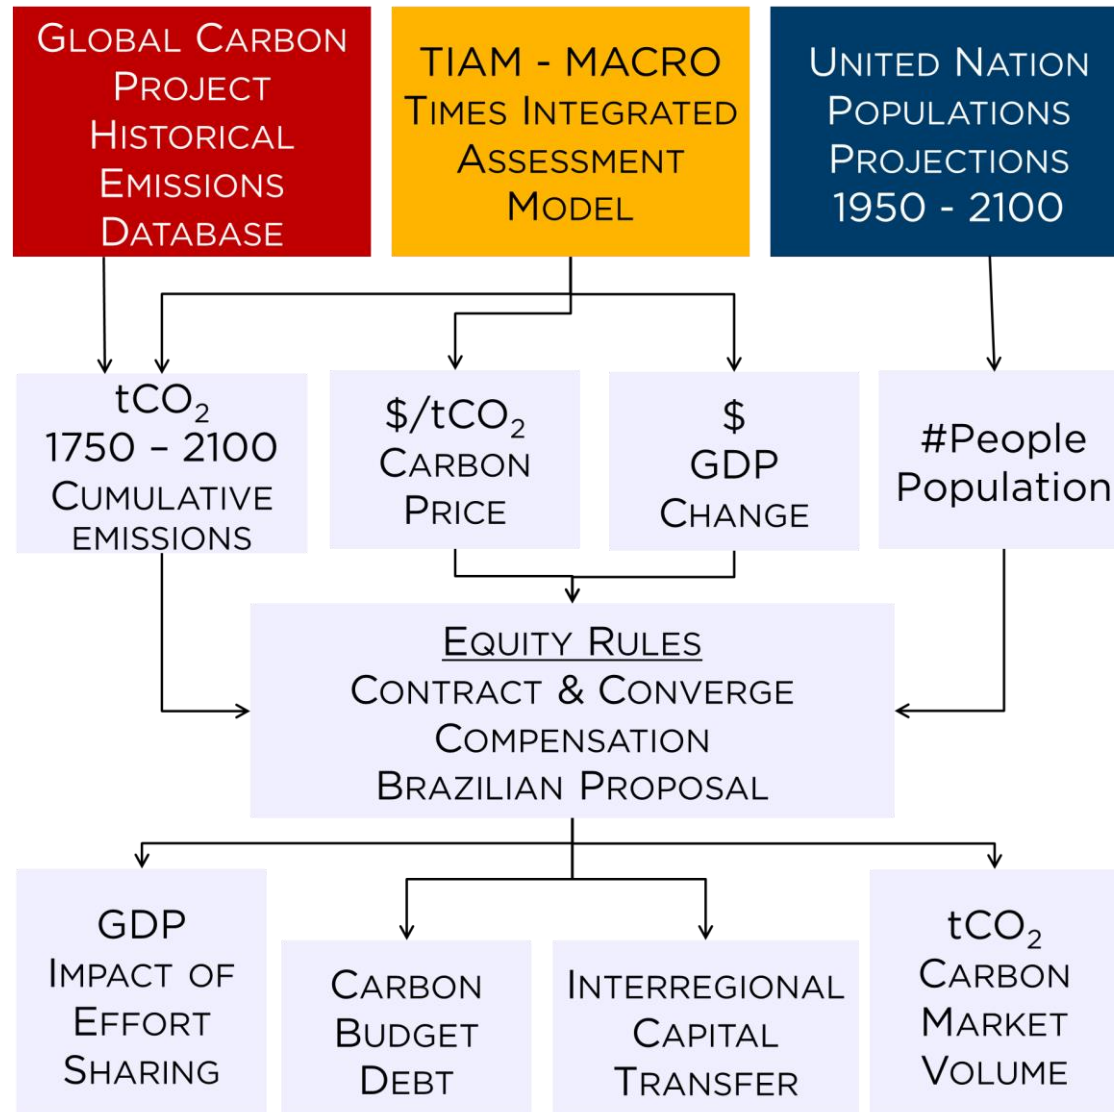 GLOBAL CARBON
PROJECT
HISTORICAL
EMISSIONS
DATABASE
TIAM - MACRO
TIMES INTEGRATED
ASSESSMENT
MODEL
UNITED NATION
POPULATIONS
PROJECTIONS
1950 - 2100
tCO₂
1750 – 2100
CUMULATIVE
EMISSIONS
$/tCO₂
CARBON
PRICE
$
GDP
CHANGE
#People
Population
EQUITY RULES
CONTRACT & CONVERGE
COMPENSATION
BRAZILIAN PROPOSAL
GDP
IMPACT OF
EFFORT
SHARING
CARBON
BUDGET
DEBT
INTERREGIONAL
CAPITAL
TRANSFER
tCO₂
CARBON
MARKET
VOLUME